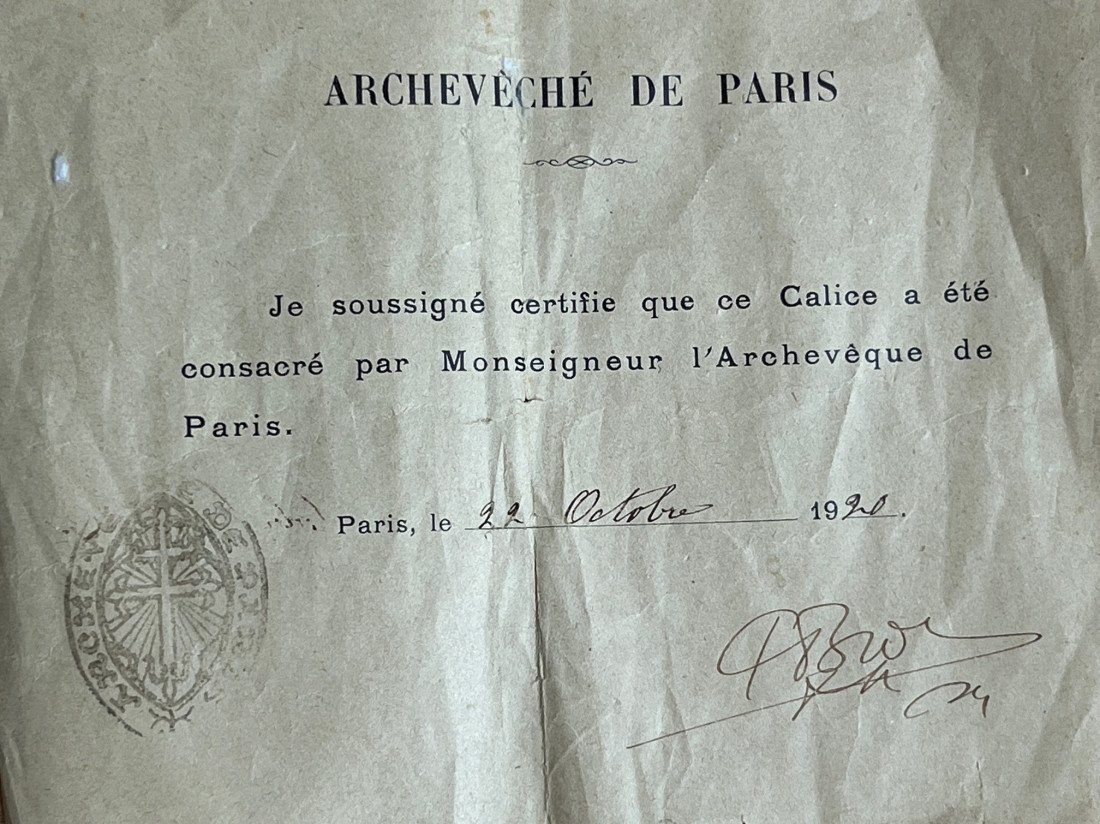 ARCHEVÊCHÉ DE PARIS
Je soussigné certifie que ce Calice a été
consacré par Monseigneur l'Archevêque de
Paris.
Paris, le 22 Octobre 1920.